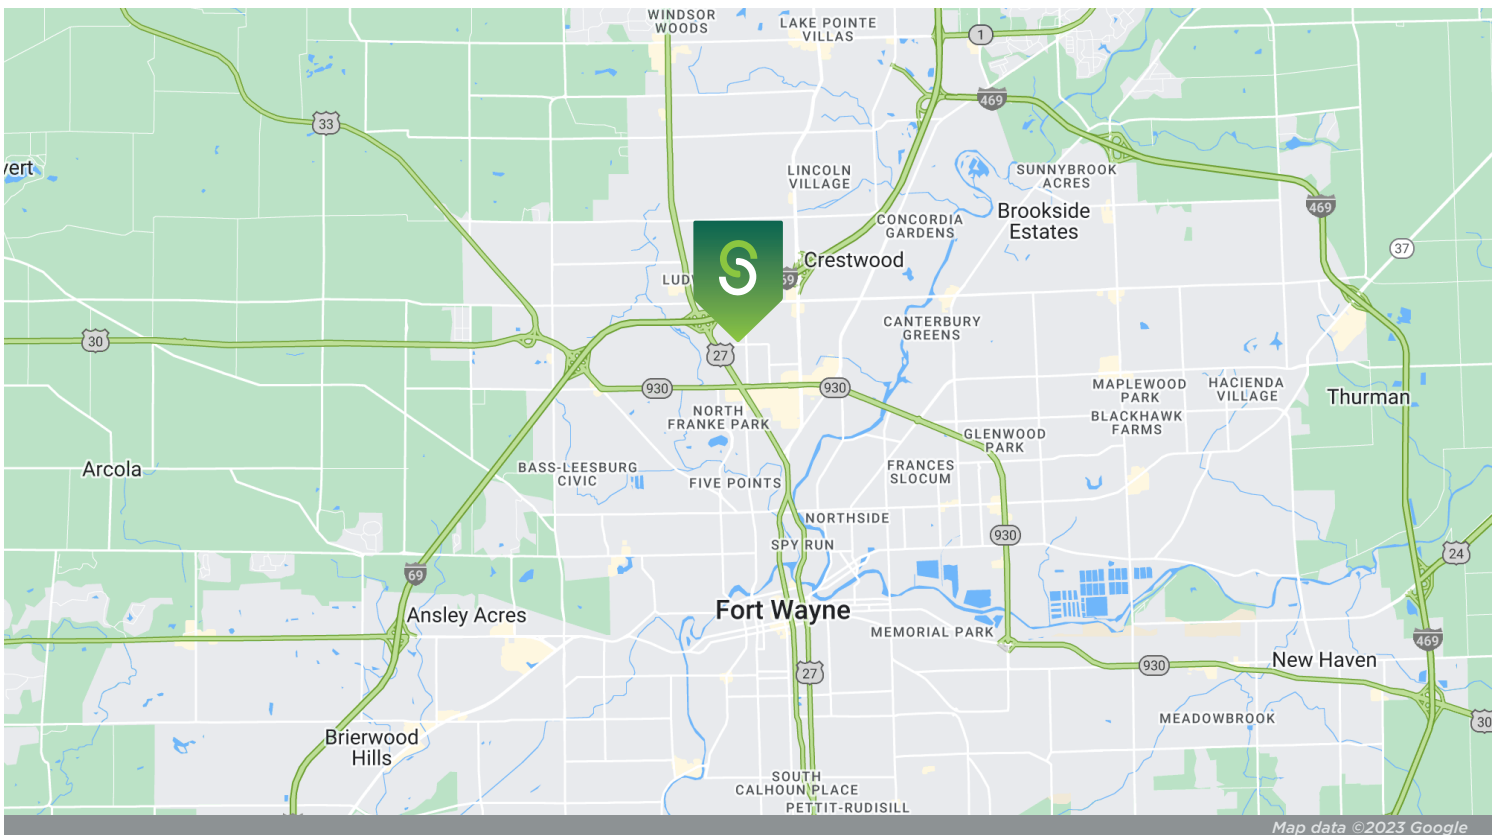 WINDSOR
WOODS
LAKE POINTE
VILLAS
1
469
33
vert
LINCOLN
VILLAGE
SUNNYBROOK
ACRES
469
Brookside
Estates
CONCORDIA
GARDENS
37
Crestwood
LUDW
69
S
CANTERBURY
GREENS
30
27
930
930
MAPLEWOOD
PARK
HACIENDA
VILLAGE
Thurman
NORTH
FRANKE PARK
BLACKHAWK
FARMS
GLENWOOD
PARK
Arcola
BASS-LEESBURG
CIVIC
FRANCES
SLOCUM
FIVE POINTS
NORTHSIDE
930
SPY RUN
24
69
Fort Wayne
Ansley Acres
MEMORIAL PARK
469
930
New Haven
27
MEADOWBROOK
30
Brierwood
Hills
SOUTH
CALHOUN PLACE
PETTIT-RUDISILL
Map data ©2023 Google